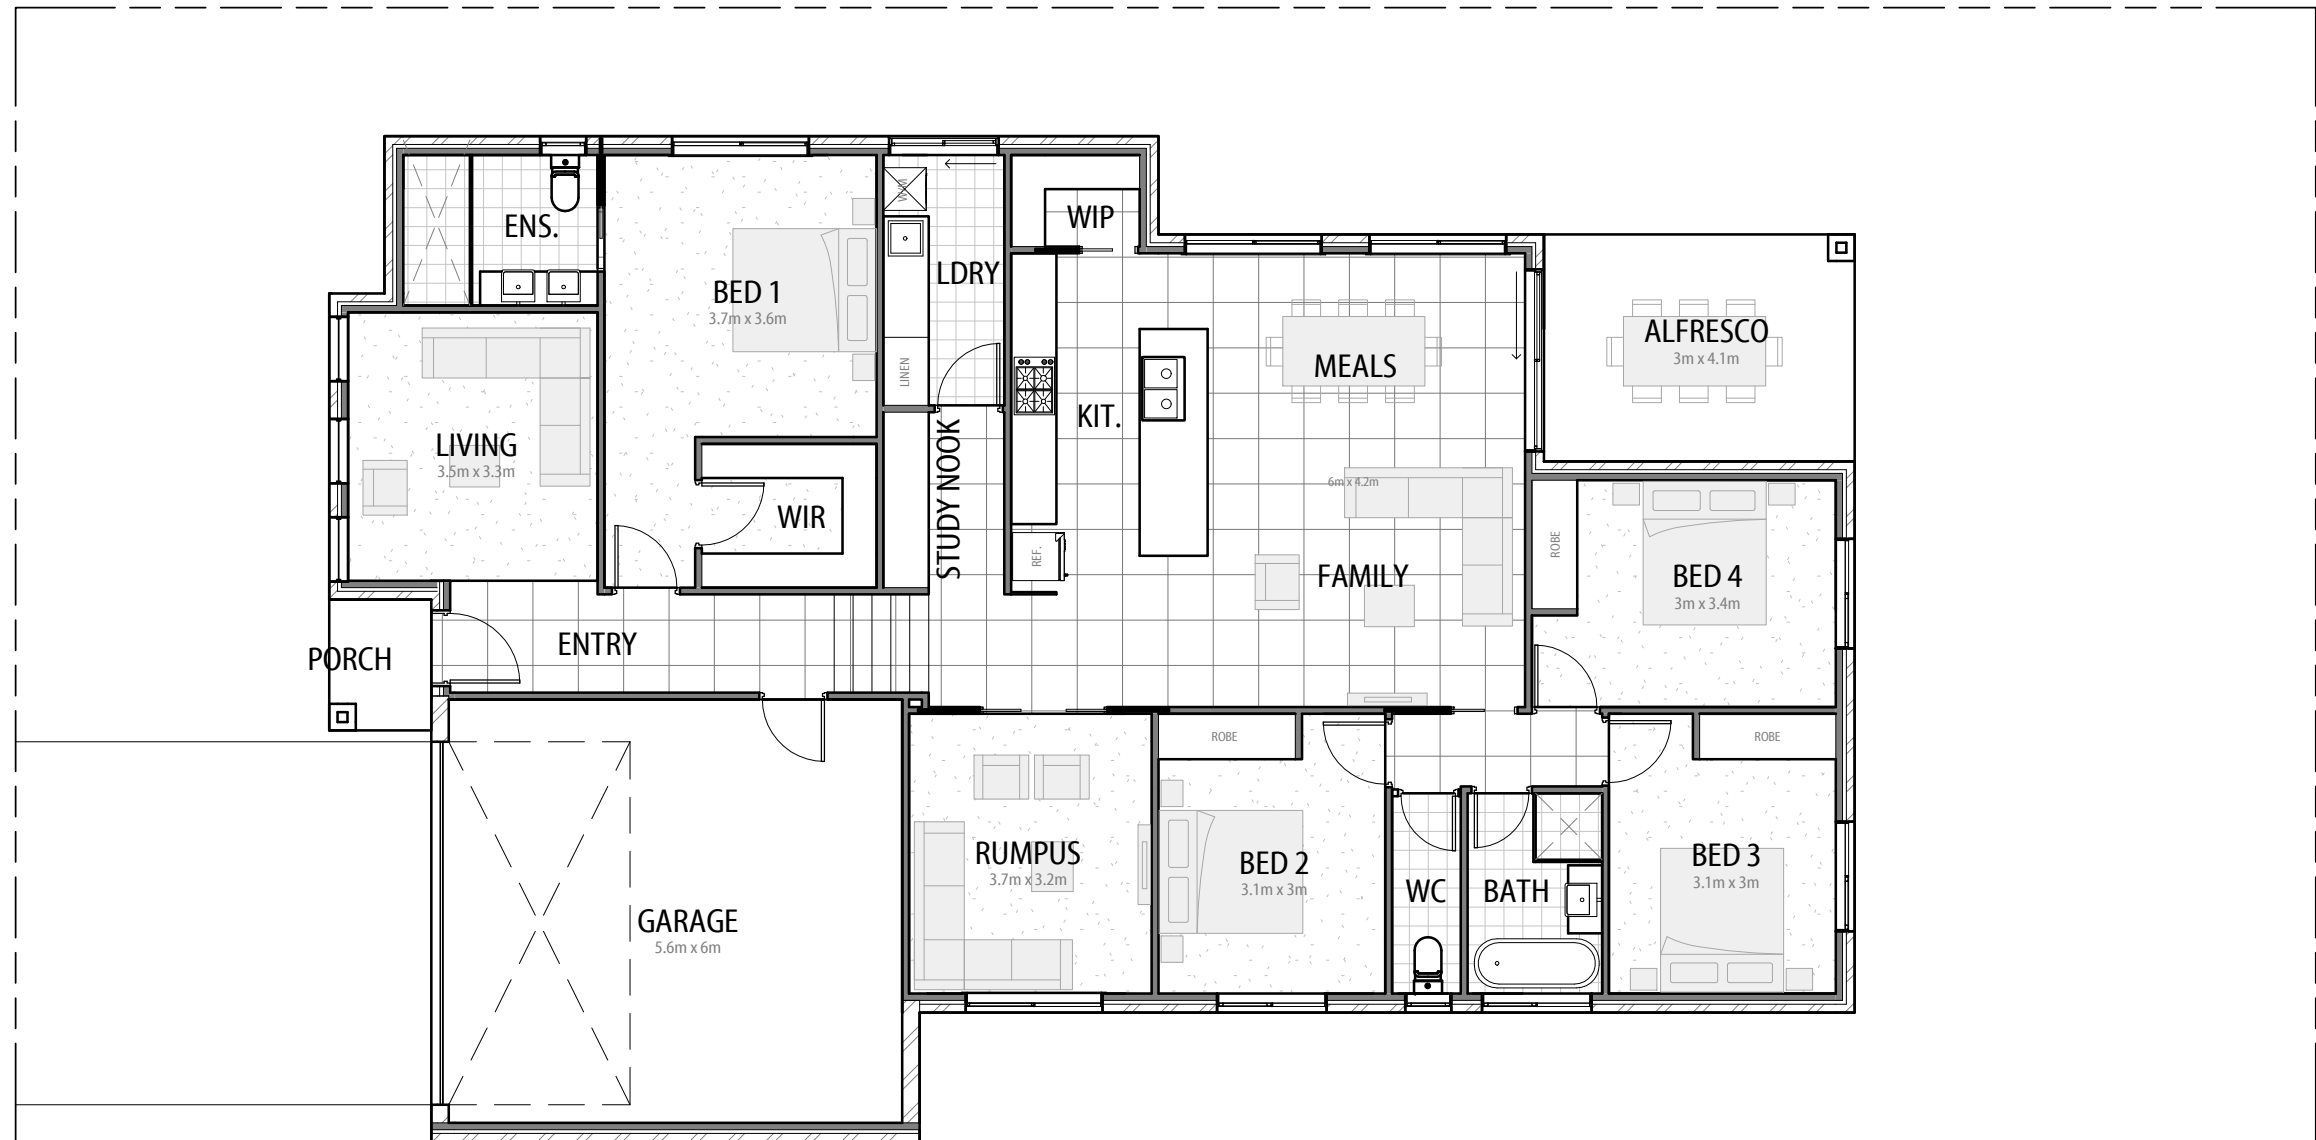 ENS.
BED 1
3.7m x 3.6m
W/M
LDRY
LINEN
WIP
MEALS
ALFRESCO
3m x 4.1m
KIT.
LIVING
3.5m x 3.3m
WIR
STUDY NOOK
REF.
6m x 4.2m
FAMILY
ROBE
BED 4
3m x 3.4m
PORCH
ENTRY
ROBE
ROBE
GARAGE
5.6m x 6m
RUMPUS
3.7m x 3.2m
BED 2
3.1m x 3m
WC
BATH
BED 3
3.1m x 3m